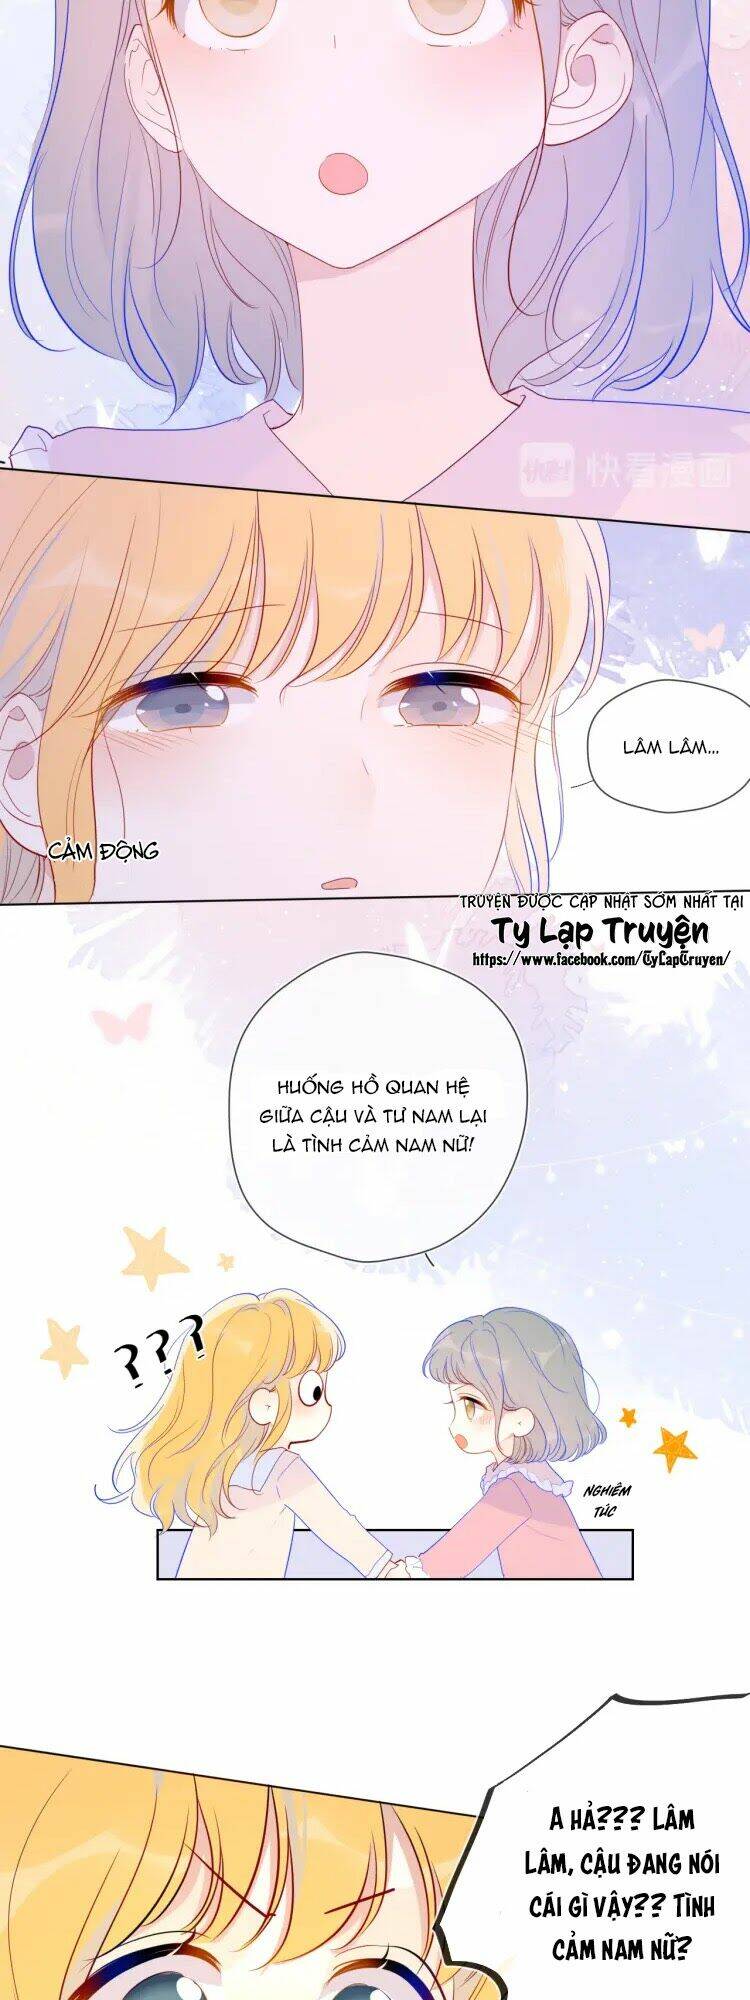 快看漫画
LÂM LÂM...
CẢM ĐỘNG
TRUYỆN ĐƯỢC CẬP NHẬT SỚM NHẤT TẠI
Ty Lạp Truyện
https://www.facebook.com/TyLapTruyen/
HUỐNG HỒ QUAN HỆ
GIỮA CẬU VÀ TƯ NAM LẠI
LÀ TÌNH CẢM NAM NỮ!
???
NGHIÊM
TÚC
A HẢ??? LÂM
LÂM, CẬU ĐANG NÓI
CÁI GÌ VẬY?? TÌNH
CẢM NAM NỮ?